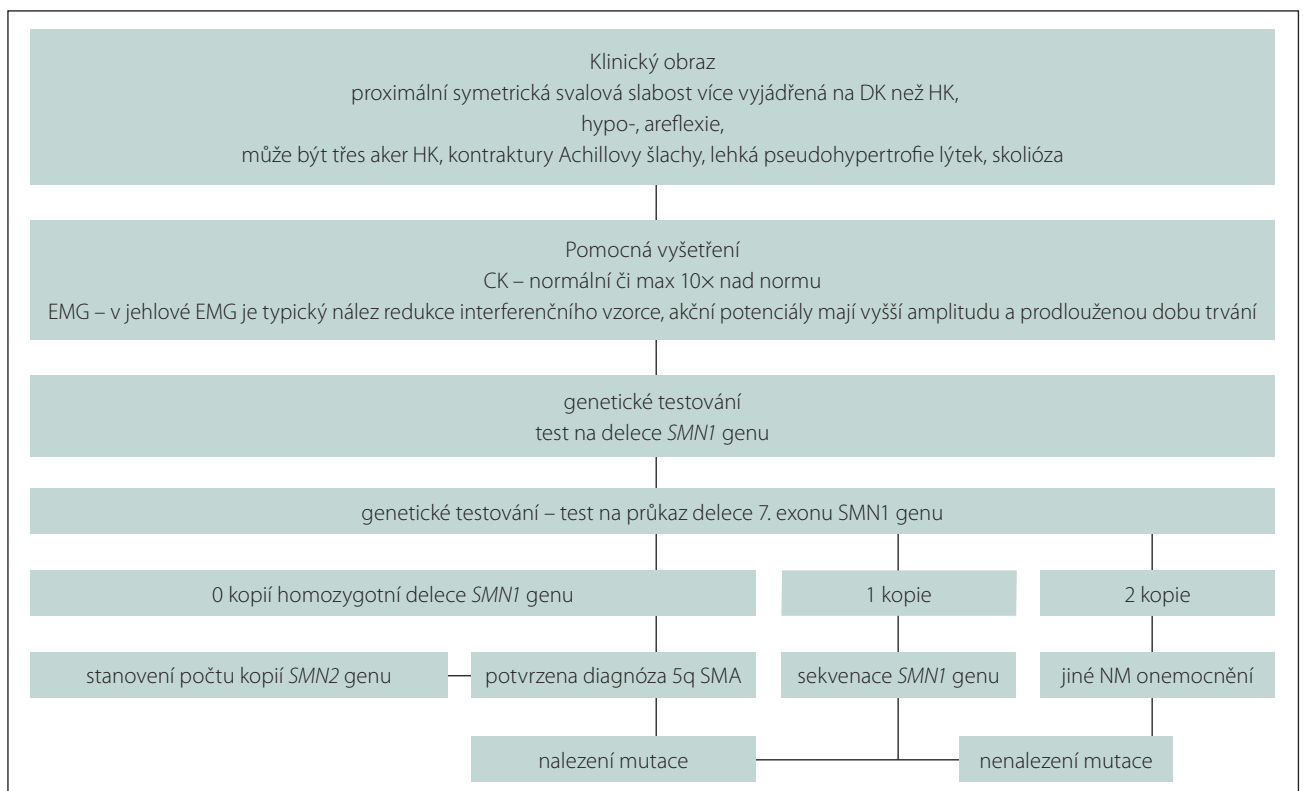 Klinický obraz
proximální symetrická svalová slabost více vyjádřená na DK než HK,
hypo-, areflexie,
může být třes aker HK, kontraktury Achillovy šlachy, lehká pseudohypertrofie lýtek, skolióza
Pomocná vyšetření
CK – normální či max 10× nad normu
EMG – v jehlové EMG je typický nález redukce interferenčního vzorce, akční potenciály mají vyšší amplitudu a prodlouženou dobu trvání
genetické testování
test na delece SMN1 genu
genetické testování – test na průkaz delece 7. exonu SMN1 genu
0 kopií homozygotní delece SMN1 genu
1 kopie
2 kopie
stanovení počtu kopií SMN2 genu
potvrzena diagnóza 5q SMA
sekvenace SMN1 genu
jiné NM onemocnění
nalezení mutace
nenalezení mutace